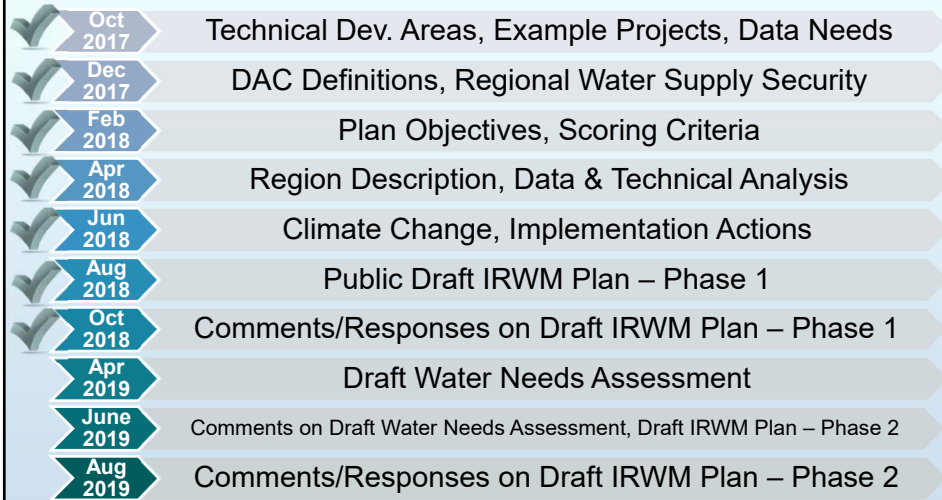 Oct
2017
Technical Dev. Areas, Example Projects, Data Needs
Dec
2017
DAC Definitions, Regional Water Supply Security
Feb
2018
Plan Objectives, Scoring Criteria
Apr
2018
Region Description, Data & Technical Analysis
Jun
2018
Climate Change, Implementation Actions
Aug
2018
Public Draft IRWM Plan – Phase 1
Oct
2018
Comments/Responses on Draft IRWM Plan – Phase 1
Apr
2019
Draft Water Needs Assessment
June
2019
Comments on Draft Water Needs Assessment, Draft IRWM Plan – Phase 2
Aug
2019
Comments/Responses on Draft IRWM Plan – Phase 2